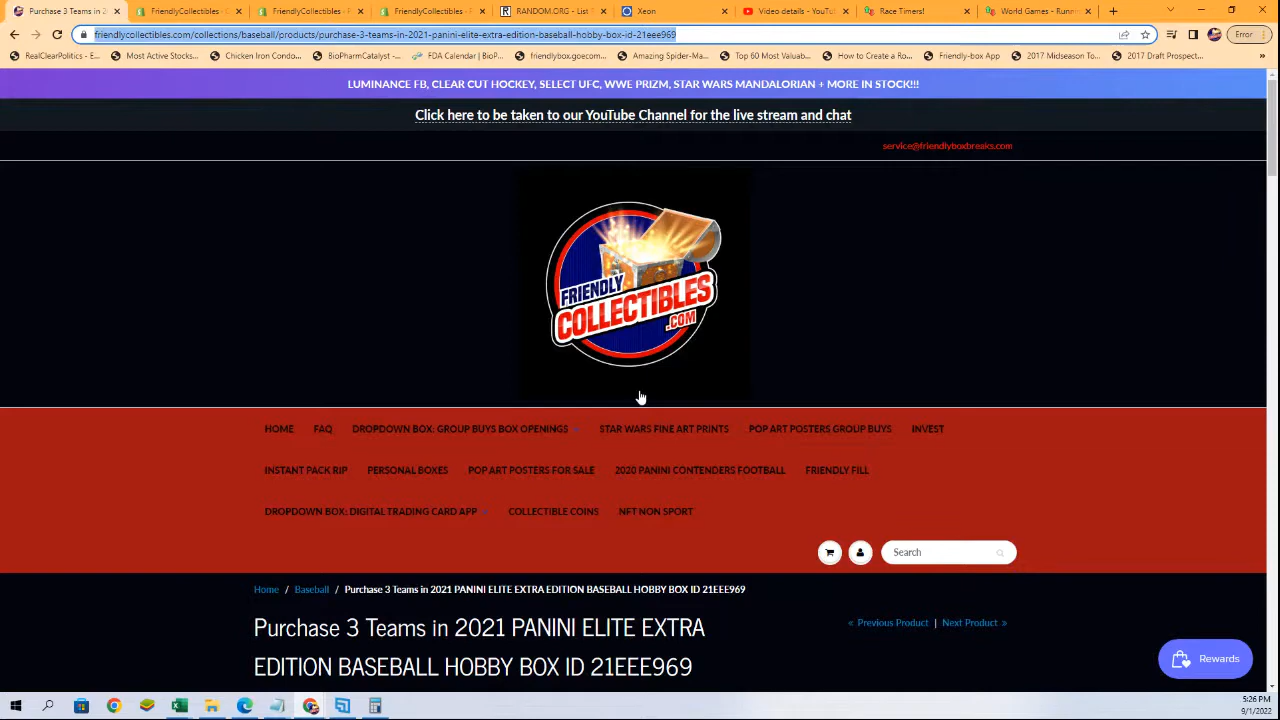 Purchase 3 Teams in 2
FriendlyCollectibles - C
FriendlyCollectibles - F
FriendlyCollectibles - F
RANDOM.ORG - List
Xeon
Video details - YouTu
Race Timers!
World Games - Runn
friendlycollectibles.com/collections/baseball/products/purchase-3-teams-in-2021-panini-elite-extra-edition-baseball-hobby-box-id-21eee969
Error
RealClearPolitics - E...
Most Active Stocks...
Chicken Iron Condo...
BioPharmCatalyst -...
FDA Calendar | BioP...
friendlybox.goecom...
Amazing Spider-Ma...
Top 60 Most Valuab...
How to Create a Ro...
Friendly-box App
2017 Midseason To...
2017 Draft Prospect...
LUMINANCE FB, CLEAR CUT HOCKEY, SELECT UFC, WWE PRIZM, STAR WARS MANDALORIAN + MORE IN STOCK!!!
Click here to be taken to our YouTube Channel for the live stream and chat
service@friendlyboxbreaks.com
FRIENDLY
COLLECTIBLES
.COM
HOME FAQ DROPDOWN BOX: GROUP BUYS BOX OPENINGS STAR WARS FINE ART PRINTS POP ART POSTERS GROUP BUYS INVEST
INSTANT PACK RIP PERSONAL BOXES POP ART POSTERS FOR SALE 2020 PANINI CONTENDERS FOOTBALL FRIENDLY FILL
DROPDOWN BOX: DIGITAL TRADING CARD APP COLLECTIBLE COINS NFT NON SPORT
Search
Home / Baseball / Purchase 3 Teams in 2021 PANINI ELITE EXTRA EDITION BASEBALL HOBBY BOX ID 21EEE969
Purchase 3 Teams in 2021 PANINI ELITE EXTRA
EDITION BASEBALL HOBBY BOX ID 21EEE969
« Previous Product | Next Product »
Rewards
5:26 PM
9/1/2022